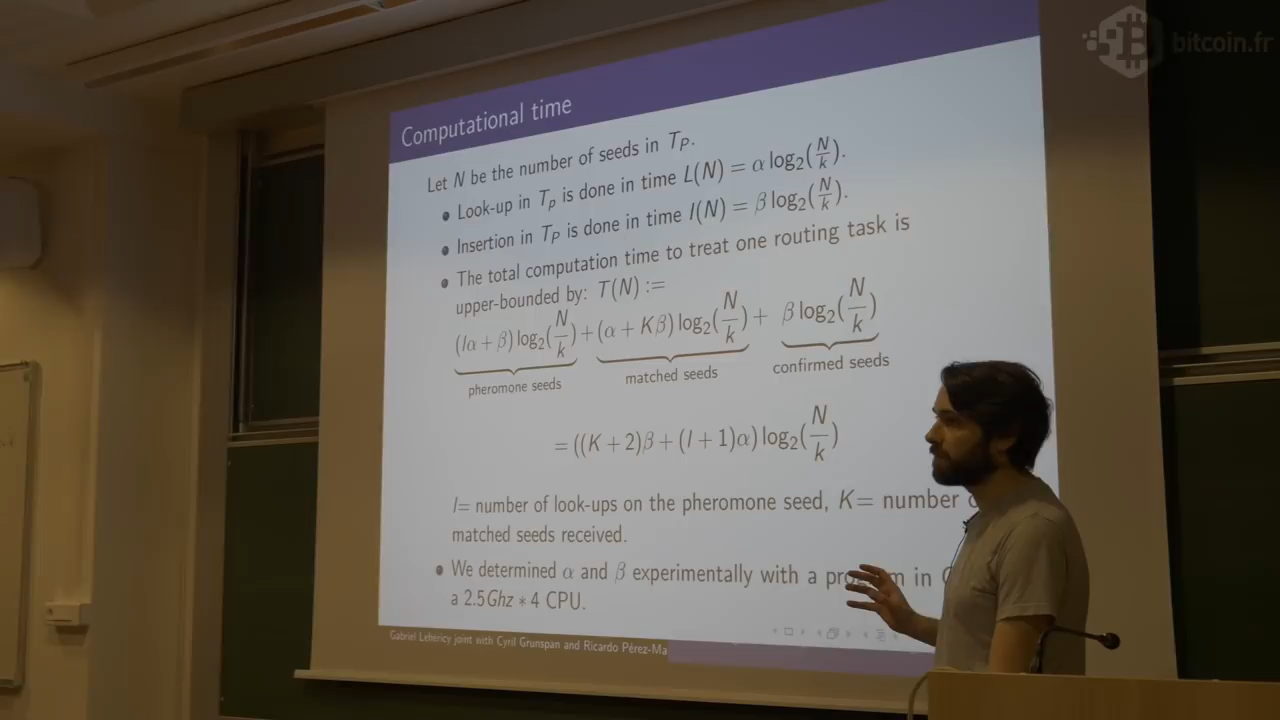 bitcoin.fr
Computational time
Let N be the number of seeds in T_P.
• Look-up in T_p is done in time L(N) = α log₂(N/k).
• Insertion in T_P is done in time I(N) = β log₂(N/k).
• The total computation time to treat one routing task is
upper-bounded by: T(N) :=
(lα + β) log₂(N/k) + (α + Kβ) log₂(N/k) + β log₂(N/k)
pheromone seeds matched seeds confirmed seeds
= ((K + 2)β + (l + 1)α) log₂(N/k)
l= number of look-ups on the pheromone seed, K= number
matched seeds received.
• We determined α and β experimentally with a in
a 2.5Ghz ∗ 4 CPU.
Gabriel Lehéricy joint with Cyril Grunspan and Ricardo Pérez-Ma